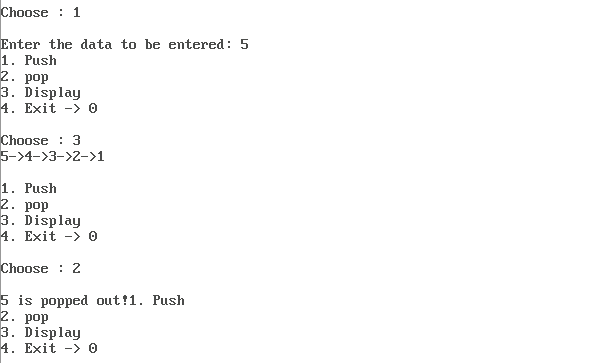 Choose : 1
Enter the data to be entered: 5
1. Push
2. pop
3. Display
4. Exit -> 0
Choose : 3
5->4->3->2->1
1. Push
2. pop
3. Display
4. Exit -> 0
Choose : 2
5 is popped out!1. Push
2. pop
3. Display
4. Exit -> 0